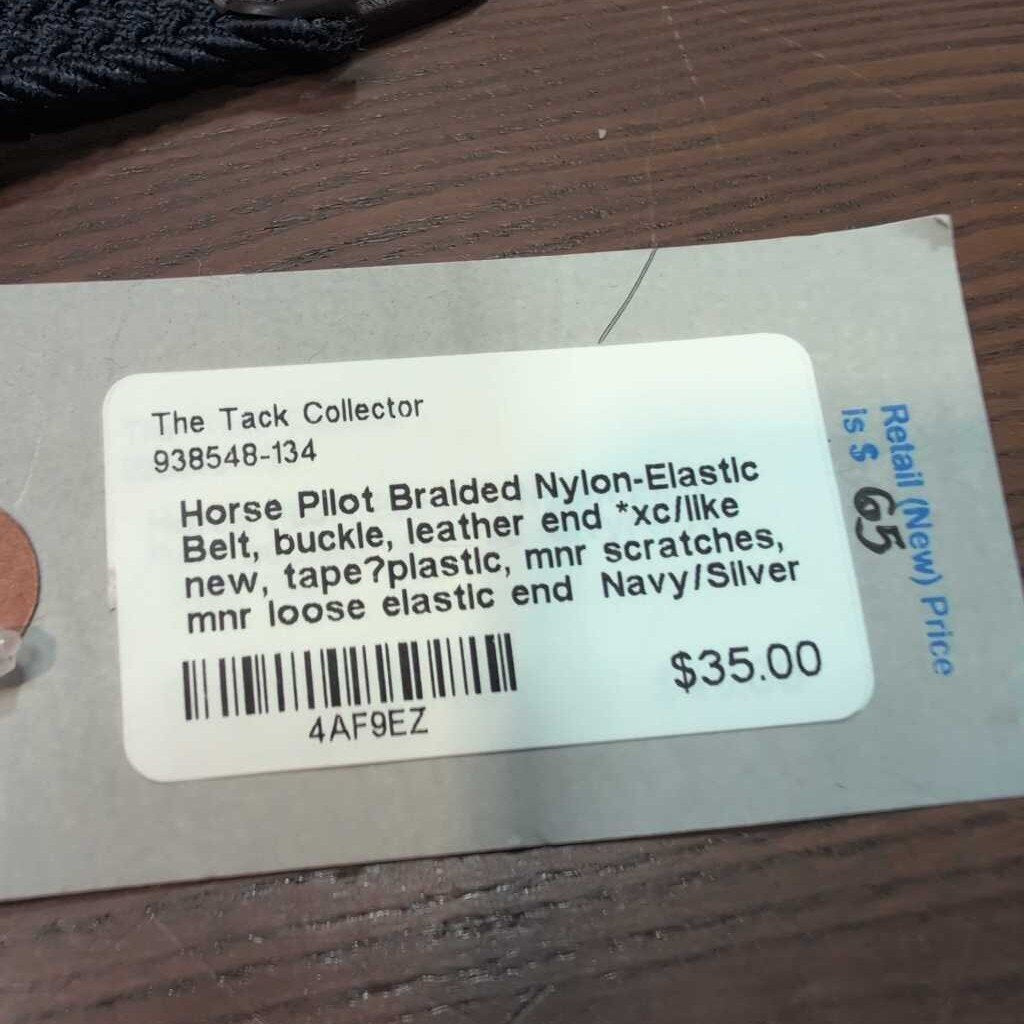 The Tack Collector
938548-134
Horse Pilot Braided Nylon-Elastic
Belt, buckle, leather end *xc/like
new, tape?plastic, mnr scratches,
mnr loose elastic end Navy/Silver
$35.00
4AF9EZ
Retail (New) Price
is $ 65